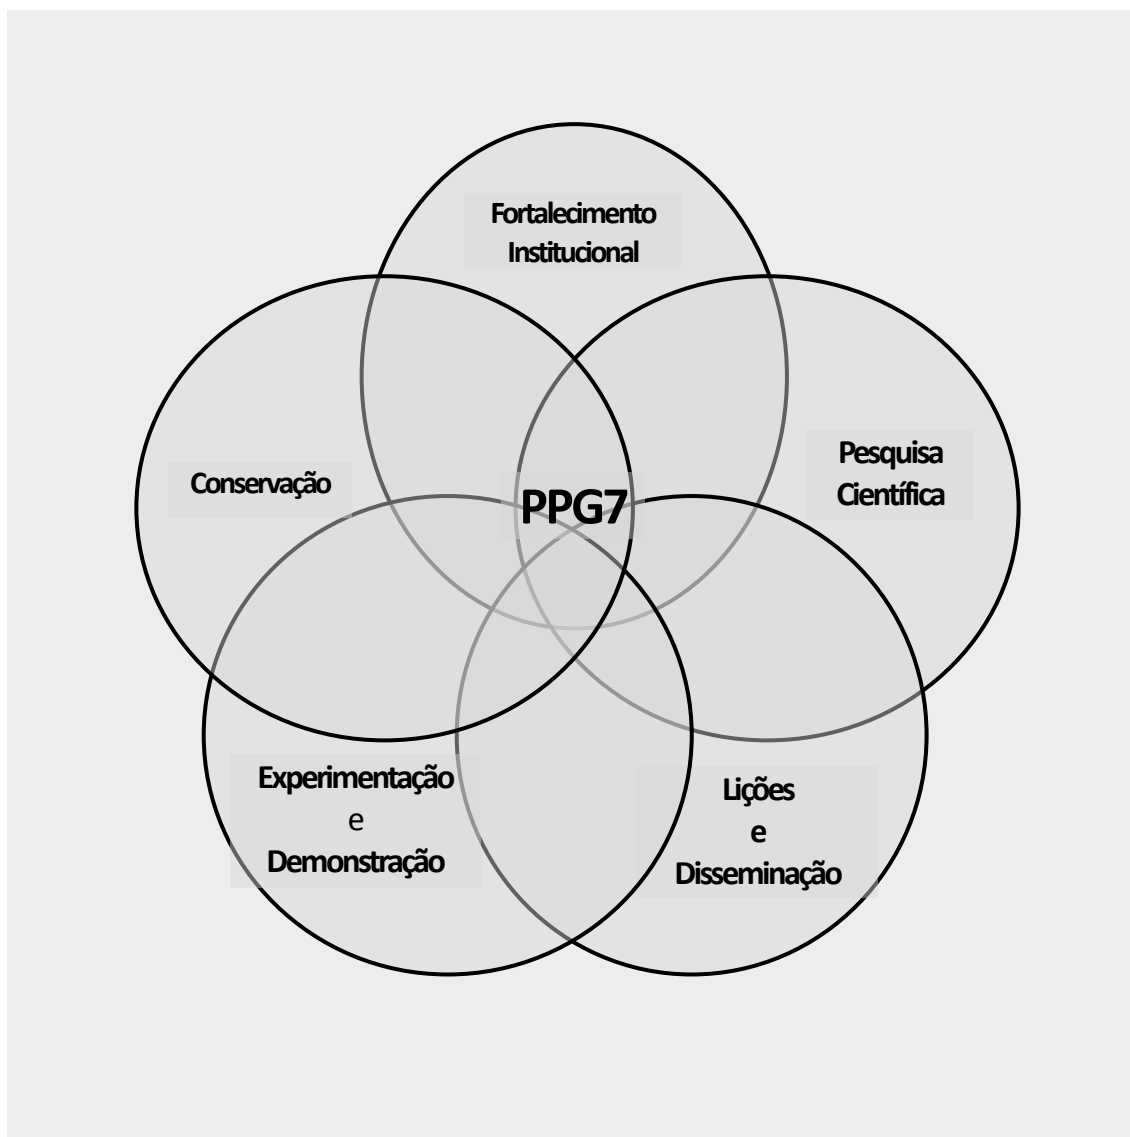 Fortalecimento
Institucional
Pesquisa
Científica
Conservação
PPG7
Experimentação
e
Demonstração
Lições
e
Disseminação